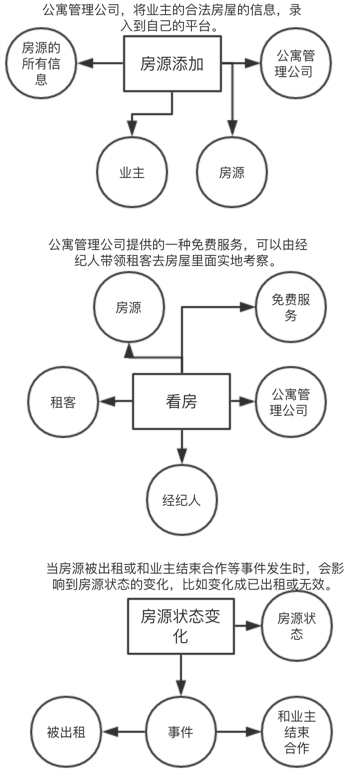 公寓管理公司，将业主的合法房屋的信息，录
入到自己的平台。
房源的
所有信
息
房源添加
公寓管
理公司
业主
房源
公寓管理公司提供的一种免费服务，可以由经
纪人带领租客去房屋里面实地考察。
房源
免费服
务
租客
看房
公寓管
理公司
经纪人
当房源被出租或和业主结束合作等事件发生时，会影
响到房源状态的变化，比如变化成已出租或无效。
房源状态变
化
房源状
态
被出租
事件
和业主
结束
合作